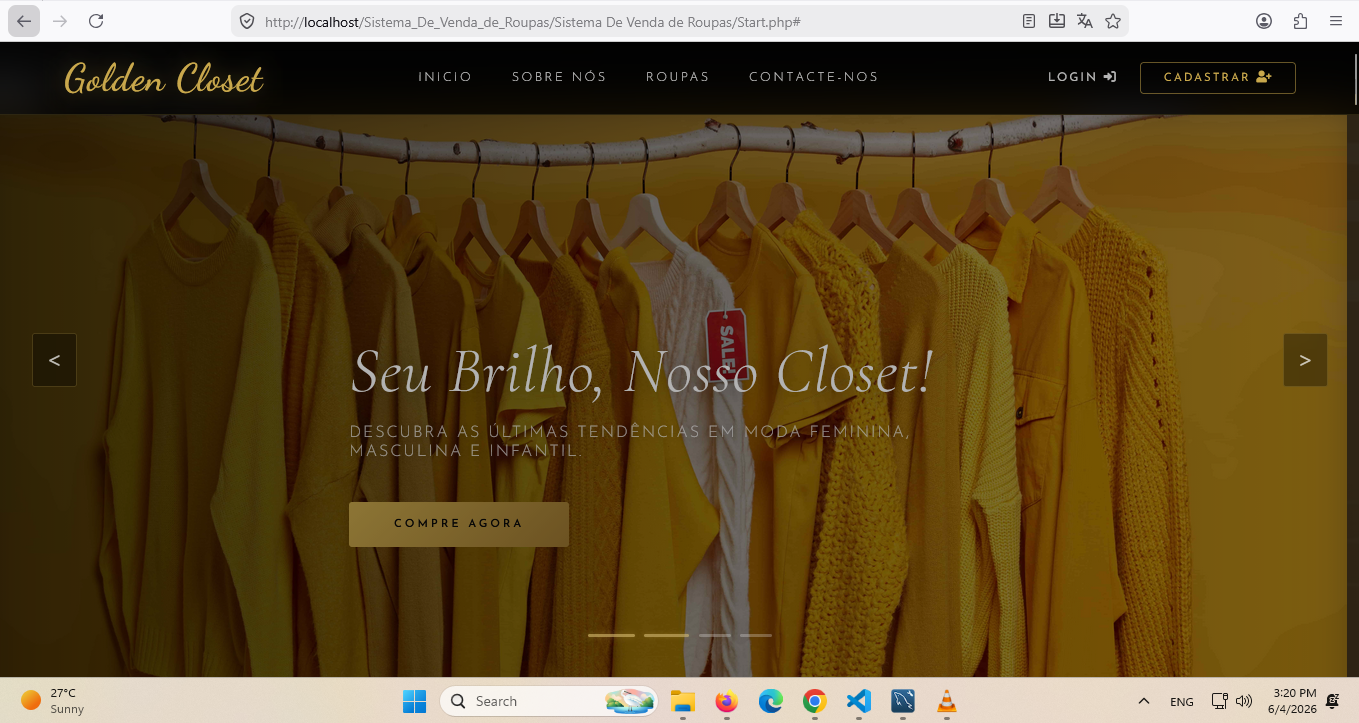 http://localhost/Sistema_De_Venda_de_Roupas/Sistema De Venda de Roupas/Start.php#
Golden Closet
INICIO
SOBRE NÓS
ROUPAS
CONTACTE-NOS
LOGIN
CADASTRAR
SALE!
<
>
Seu Brilho, Nosso Closet!
DESCUBRA AS ÚLTIMAS TENDÊNCIAS EM MODA FEMININA,
MASCULINA E INFANTIL.
COMPRE AGORA
27°C
Sunny
Search
ENG
3:20 PM
6/4/2026